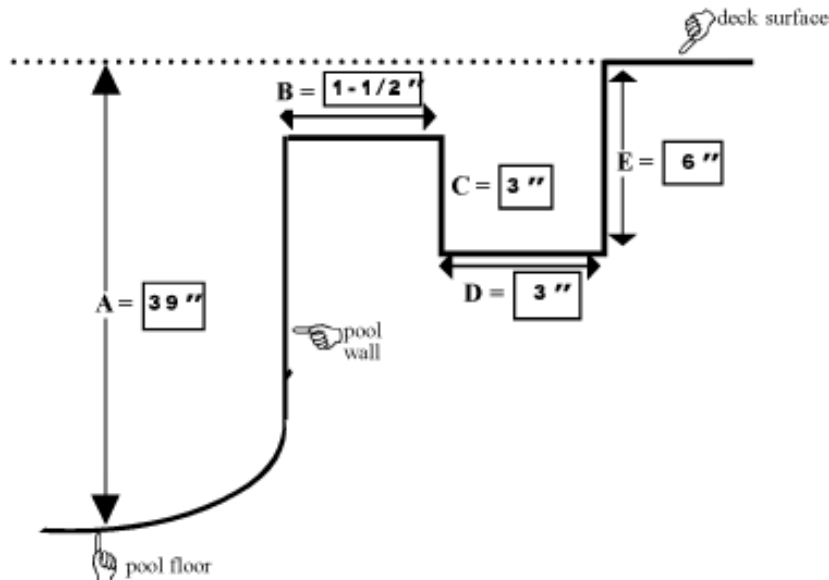 deck surface
B = 1-1/2"
C = 3"
E = 6"
A = 39"
D = 3"
pool
wall
pool floor